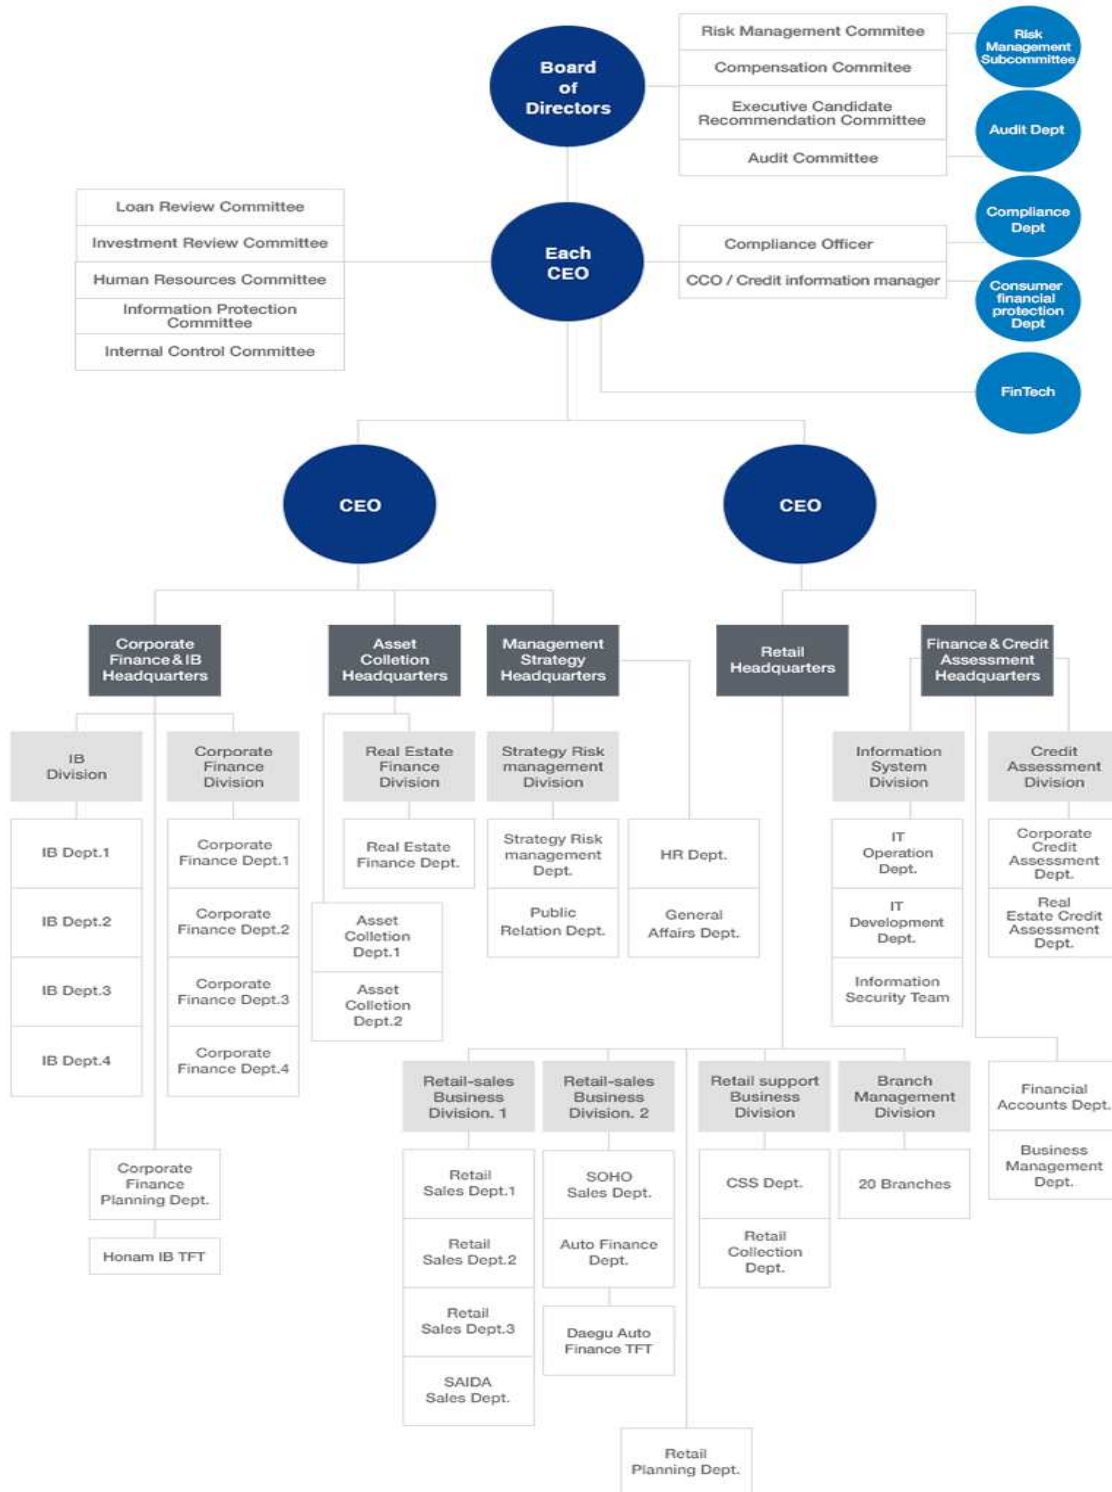 Board
of
Directors
Risk Management Commitee
Compensation Commitee
Executive Candidate
Recommendation Committee
Audit Committee
Risk
Management
Subcommittee
Audit Dept
Loan Review Committee
Investment Review Committee
Human Resources Committee
Information Protection
Committee
Internal Control Committee
Each
CEO
Compliance Officer
CCO / Credit information manager
Compliance
Dept
Consumer
financial
protection
Dept
FinTech
CEO
CEO
Corporate
Finance & IB
Headquarters
Asset
Colletion
Headquarters
Management
Strategy
Headquarters
Retail
Headquarters
Finance & Credit
Assessment
Headquarters
IB
Division
Corporate
Finance
Division
Real Estate
Finance
Division
Strategy Risk
management
Division
Information
System
Division
Credit
Assessment
Division
IB Dept.1
IB Dept.2
IB Dept.3
IB Dept.4
Corporate
Finance Dept.1
Corporate
Finance Dept.2
Corporate
Finance Dept.3
Corporate
Finance Dept.4
Real Estate
Finance Dept.
Asset
Colletion
Dept.1
Asset
Colletion
Dept.2
Strategy Risk
management
Dept.
Public
Relation Dept.
HR Dept.
General
Affairs Dept.
IT
Operation
Dept.
IT
Development
Dept.
Information
Security Team
Corporate
Credit
Assessment
Dept.
Real
Estate Credit
Assessment
Dept.
Corporate
Finance
Planning Dept.
Honam IB TFT
Retail-sales
Business
Division. 1
Retail-sales
Business
Division. 2
Retail support
Business
Division
Branch
Management
Division
Financial
Accounts Dept.
Business
Management
Dept.
Retail
Sales Dept.1
Retail
Sales Dept.2
Retail
Sales Dept.3
SAIDA
Sales Dept.
SOHO
Sales Dept.
Auto Finance
Dept.
Daegu Auto
Finance TFT
CSS Dept.
Retail
Collection
Dept.
20 Branches
Retail
Planning Dept.